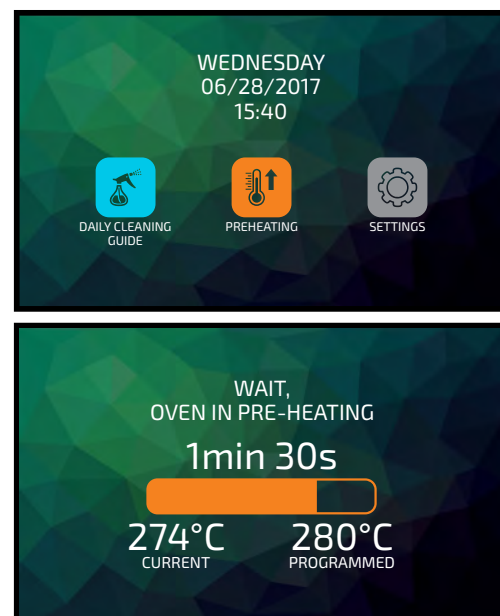 WEDNESDAY
06/28/2017
15:40
DAILY CLEANING
GUIDE
PREHEATING
SETTINGS
WAIT,
OVEN IN PRE-HEATING
1min 30s
274°C
280°C
CURRENT
PROGRAMMED